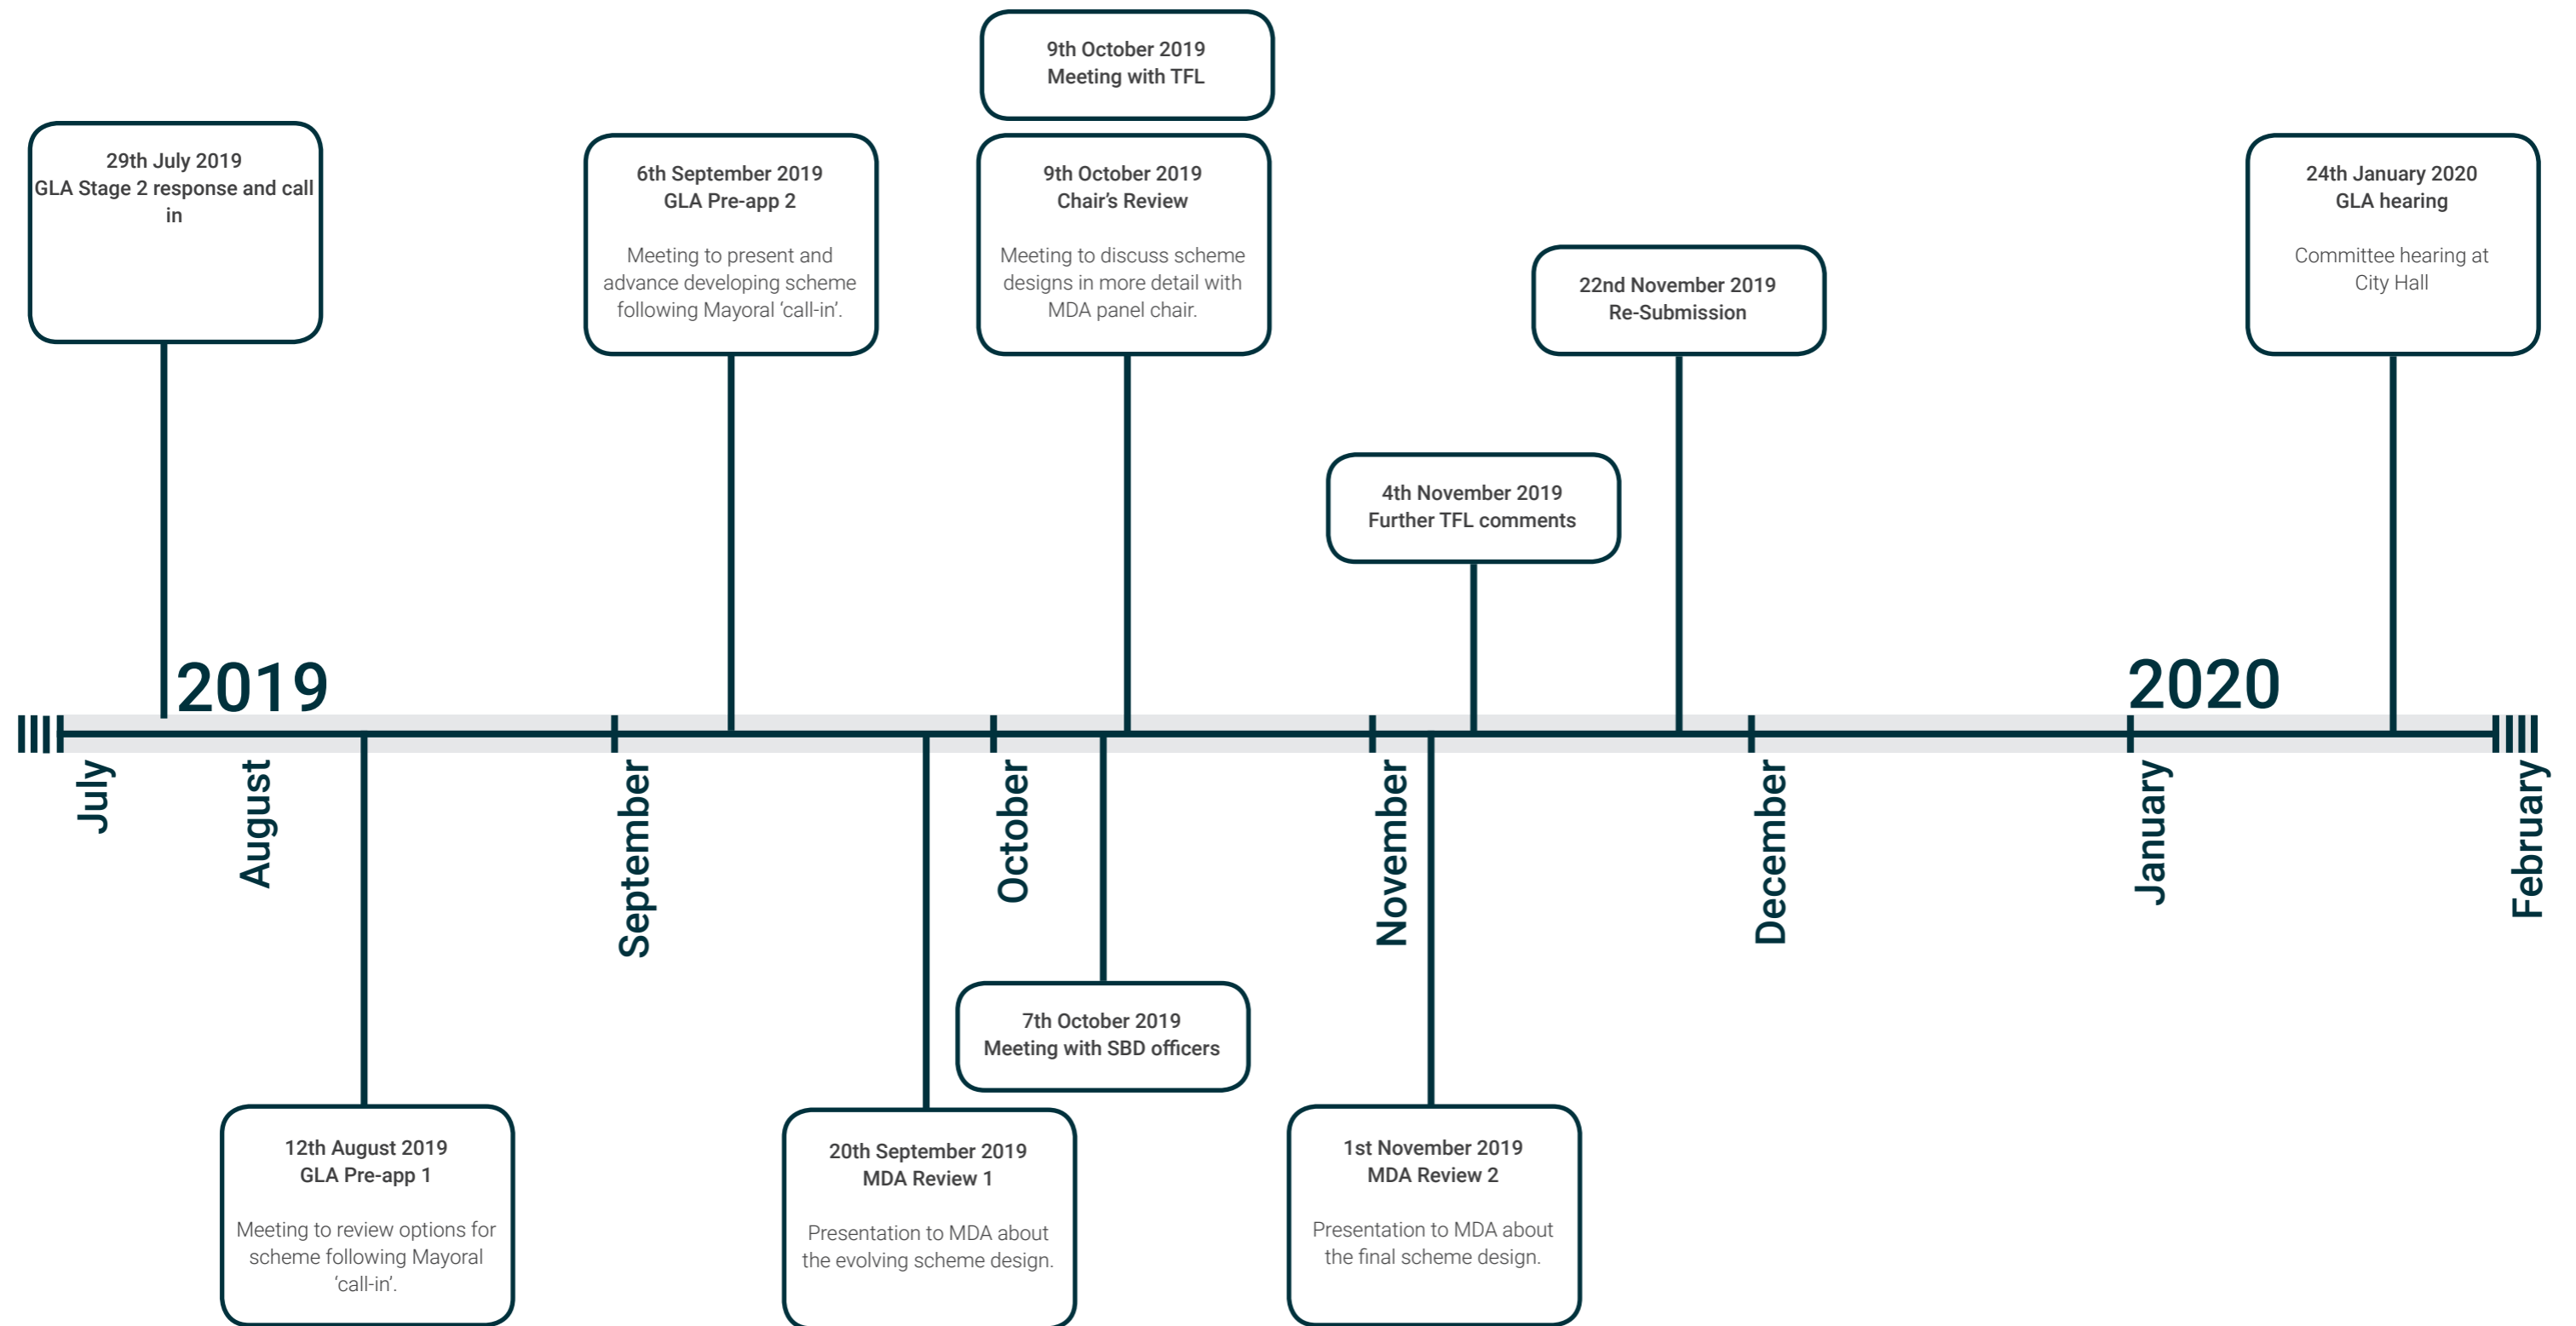 9th October 2019
Meeting with TFL
29th July 2019
GLA Stage 2 response and call
in
6th September 2019
GLA Pre-app 2
Meeting to present and
advance developing scheme
following Mayoral ‘call-in’.
9th October 2019
Chair’s Review
Meeting to discuss scheme
designs in more detail with
MDA panel chair.
24th January 2020
GLA hearing
Committee hearing at
City Hall
22nd November 2019
Re-Submission
4th November 2019
Further TFL comments
2019
2020
July
August
September
October
November
December
January
February
7th October 2019
Meeting with SBD officers
12th August 2019
GLA Pre-app 1
Meeting to review options for
scheme following Mayoral
‘call-in’.
20th September 2019
MDA Review 1
Presentation to MDA about
the evolving scheme design.
1st November 2019
MDA Review 2
Presentation to MDA about
the final scheme design.